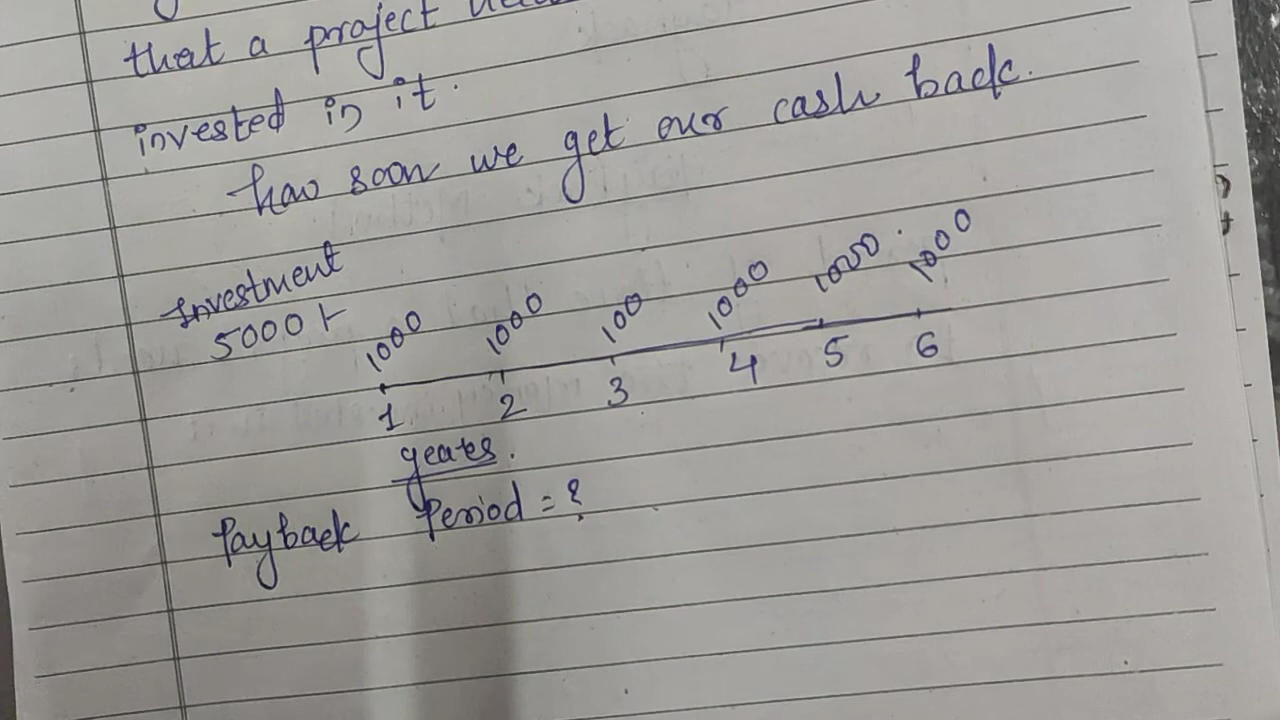 that a project
invested in it.
how soon we get our cash back.
Investment
5000/-
1000 1000 100 1000 1000 1000
1 2 3 4 5 6
years.
Payback Period = ?